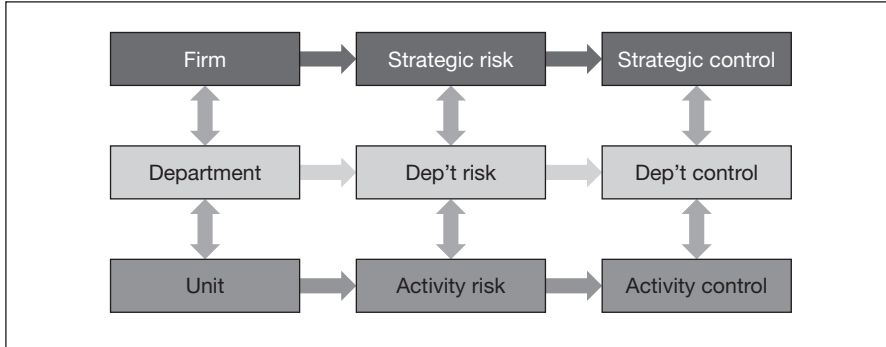 Firm
Strategic risk
Strategic control
Department
Dep’t risk
Dep’t control
Unit
Activity risk
Activity control